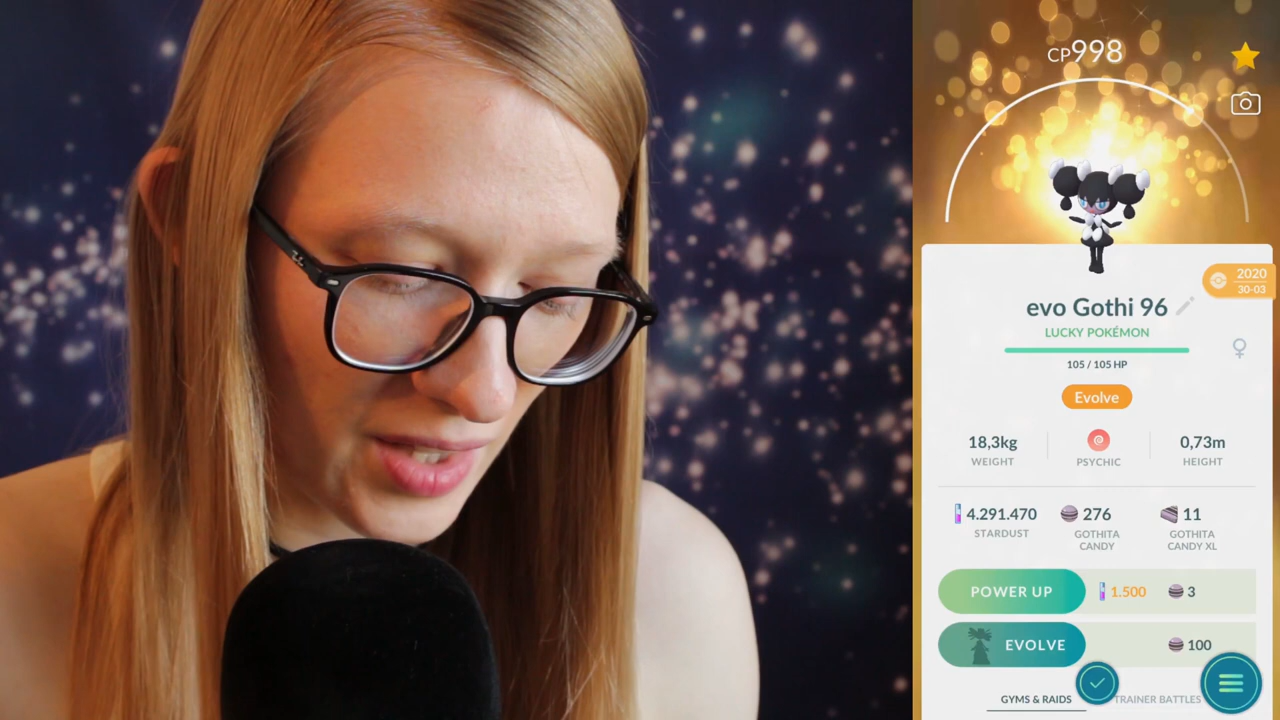 CP998
2020
30-03
evo Gothi 96
LUCKY POKÉMON
105 / 105 HP
Evolve
18,3kg
WEIGHT
PSYCHIC
0,73m
HEIGHT
4.291.470
STARDUST
276
GOTHITA
CANDY
11
GOTHITA
CANDY XL
POWER UP
1.500
3
EVOLVE
100
GYMS & RAIDS
TRAINER BATTLES